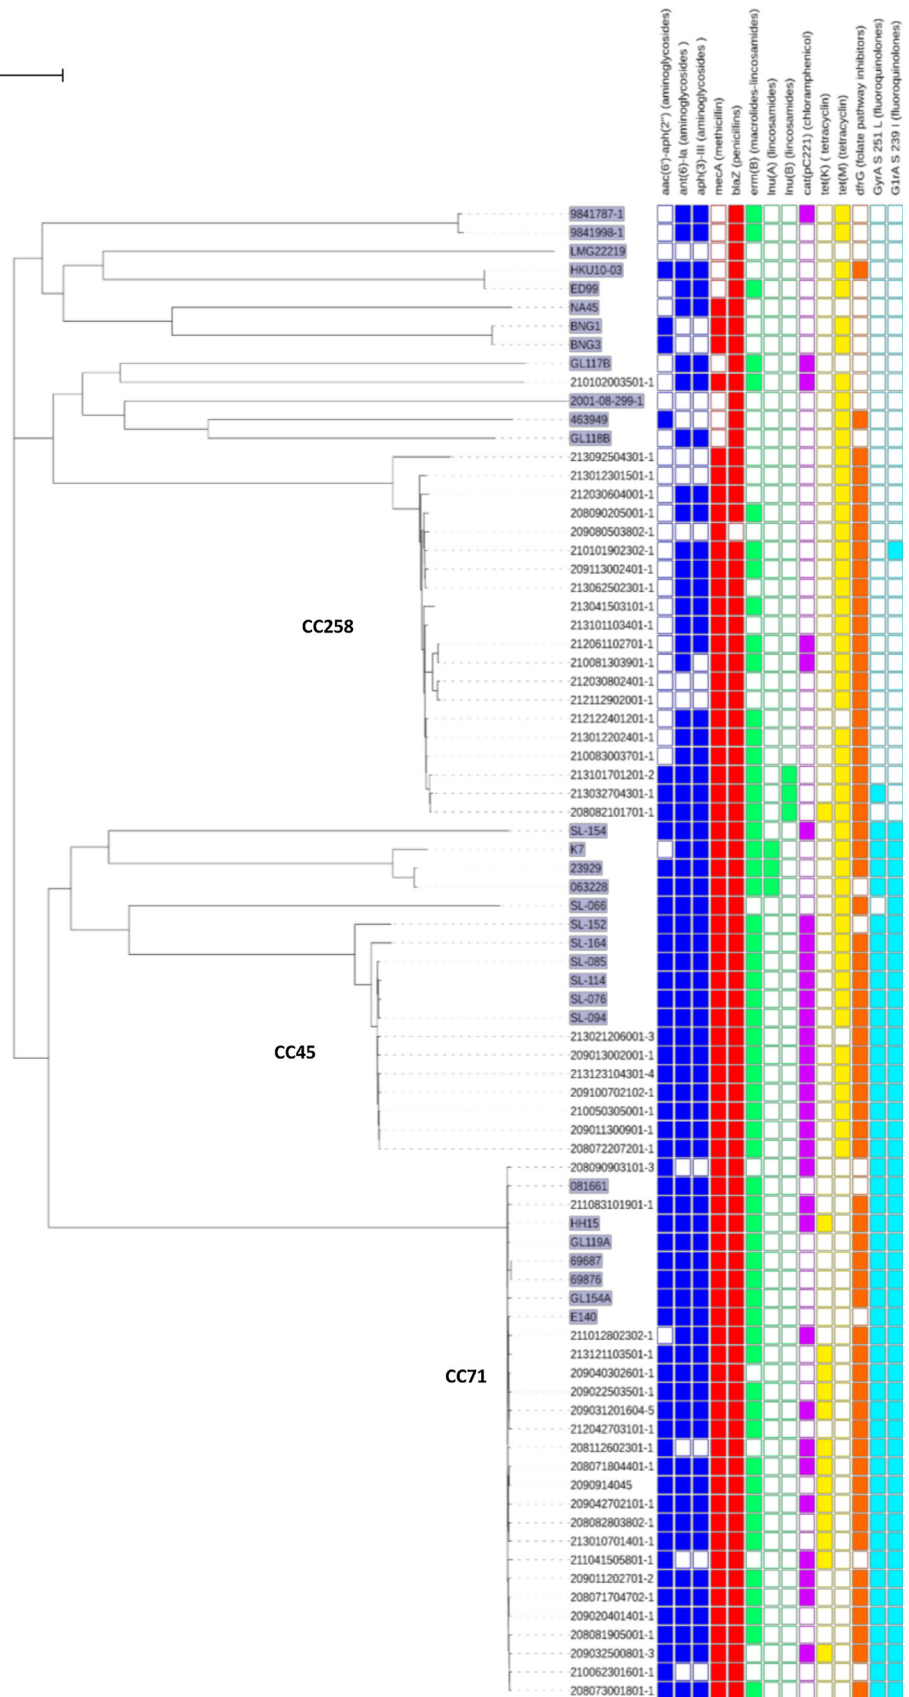 aac(6')-aph(2'') (aminoglycosides)
ant(6)-Ia (aminoglycosides )
aph(3)-III (aminoglycosides )
mecA (methicillin)
blaZ (penicillins)
erm(B) (macrolides-lincosamides)
lnu(A) (lincosamides)
lnu(B) (lincosamides)
cat(pC221) (chloramphenicol)
tet(K) ( tetracyclin)
tet(M) (tetracyclin)
dfrG (folate pathway inhibitors)
GyrA S 251 L (fluoroquinolones)
G1rA S 239 I (fluoroquinolones)
9841787-1
9841998-1
LMG22219
HKU10-03
ED99
NA45
BNG1
BNG3
GL117B
210102003501-1
2001-08-299-1
463949
GL118B
213092504301-1
213012301501-1
212030604001-1
208090205001-1
209080503802-1
210101902302-1
209113002401-1
213062502301-1
213041503101-1
213101103401-1
CC258
212061102701-1
210081303901-1
212030802401-1
212112902001-1
212122401201-1
213012202401-1
210083003701-1
213101701201-2
213032704301-1
208082101701-1
SL-154
K7
23929
063228
SL-066
SL-152
SL-164
SL-085
SL-114
SL-076
SL-094
213021206001-3
CC45
209013002001-1
213123104301-4
209100702102-1
210050305001-1
209011300901-1
208072207201-1
208090903101-3
081661
211083101901-1
HH15
GL119A
69687
69876
GL154A
E140
211012802302-1
213121103501-1
209040302601-1
CC71
209022503501-1
209031201604-5
212042703101-1
208112602301-1
208071804401-1
2090914045
209042702101-1
208082803802-1
213010701401-1
211041505801-1
209011202701-2
208071704702-1
209020401401-1
208081905001-1
209032500801-3
210062301601-1
208073001801-1